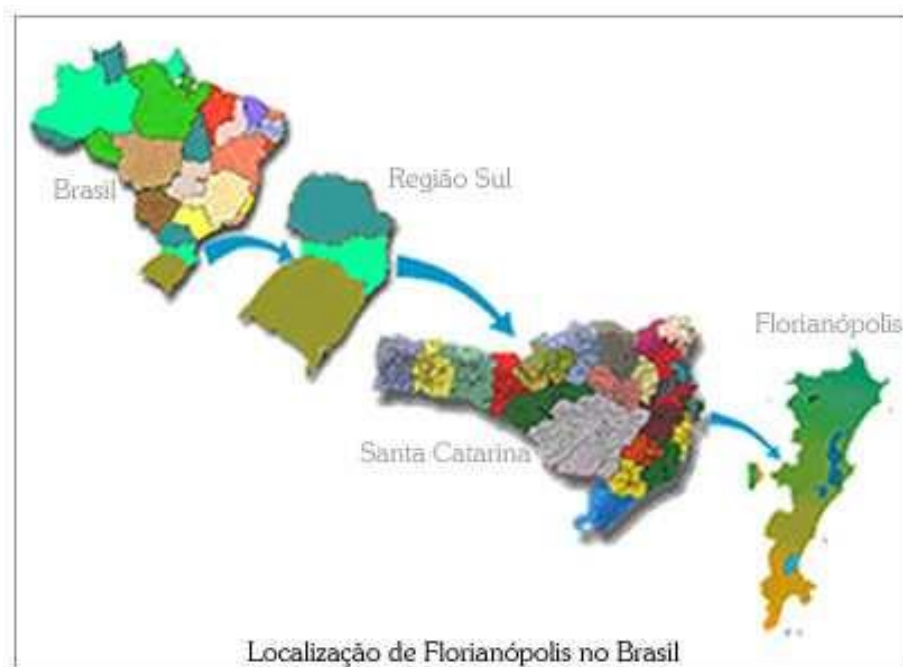 Brasil
Região Sul
Florianópolis
Santa Catarina
Localização de Florianópolis no Brasil